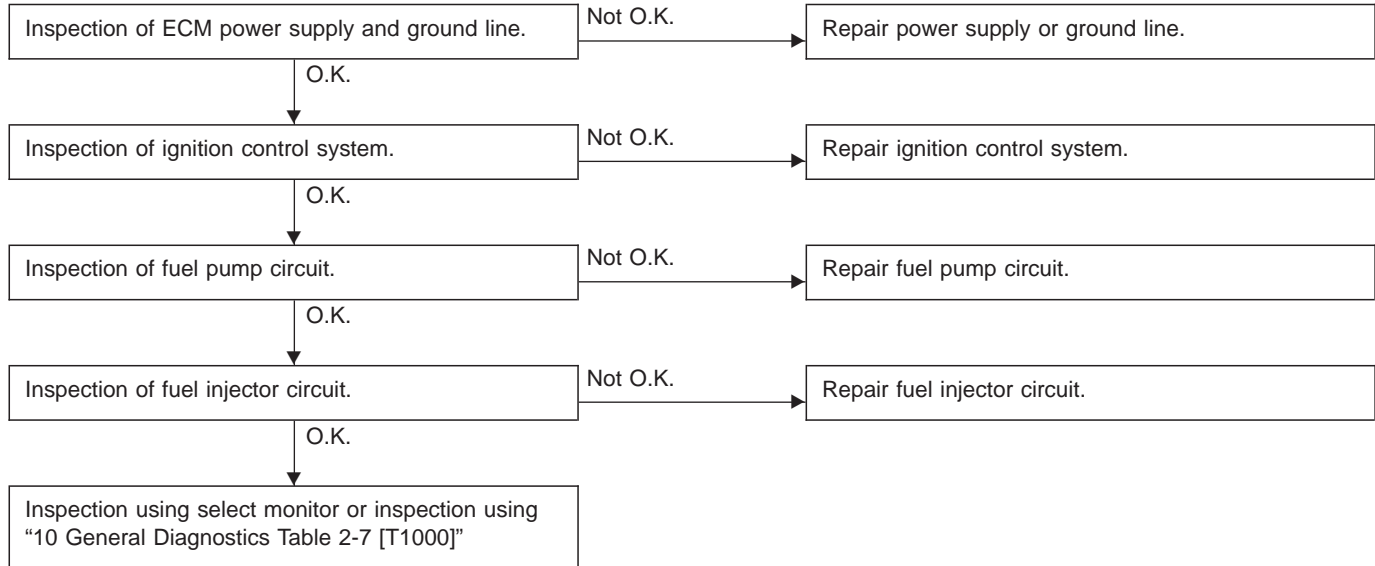 Inspection of ECM power supply and ground line.
Not O.K.
Repair power supply or ground line.
O.K.
Inspection of ignition control system.
Not O.K.
Repair ignition control system.
O.K.
Inspection of fuel pump circuit.
Not O.K.
Repair fuel pump circuit.
O.K.
Inspection of fuel injector circuit.
Not O.K.
Repair fuel injector circuit.
O.K.
Inspection using select monitor or inspection using
“10 General Diagnostics Table 2-7 [T1000]”